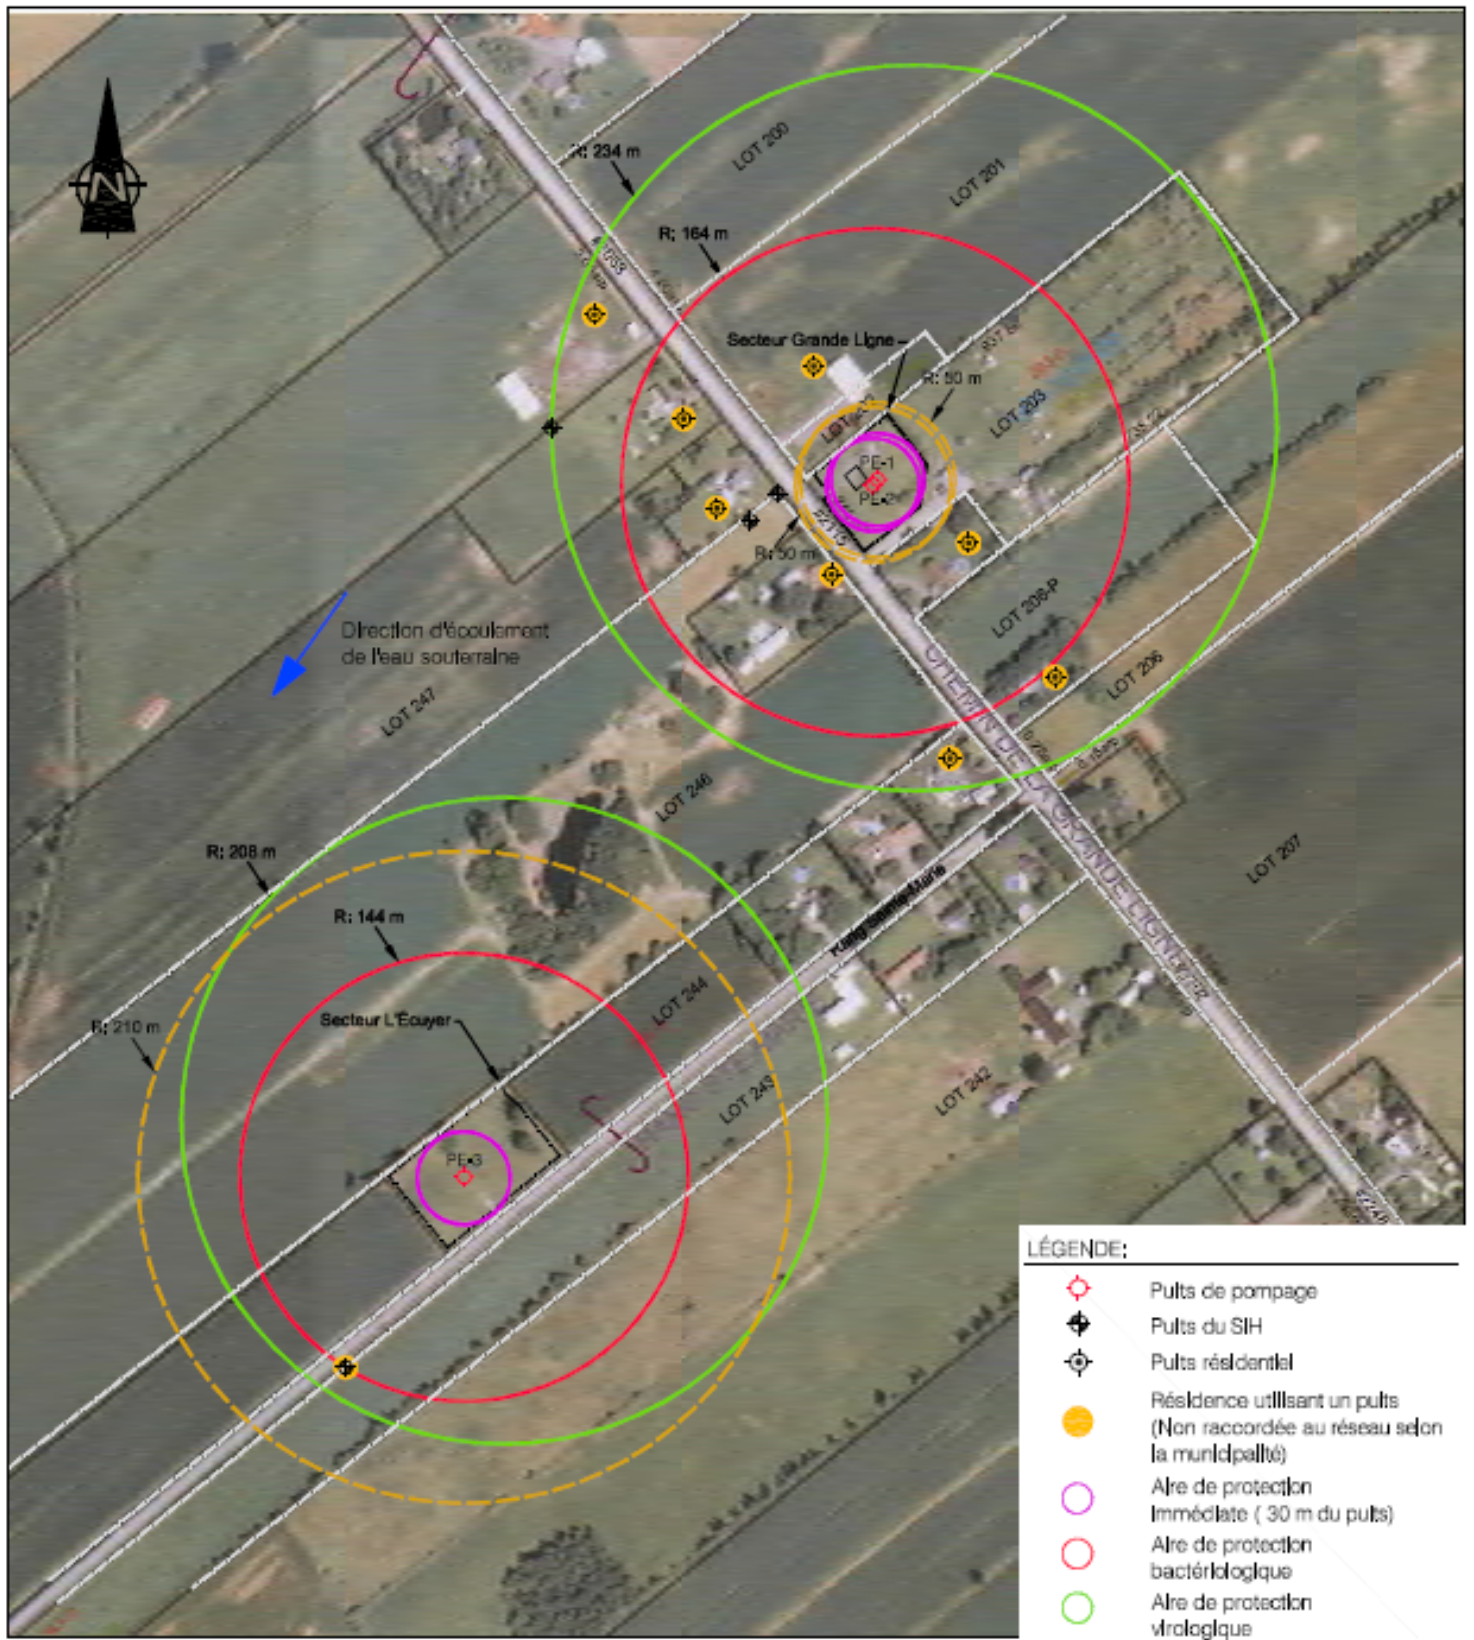 N
R: 234 m
LOT 200
LOT 201
R: 164 m
Secteur Grande Ligne
R: 50 m
LOT 203
PE-1
PE-2
R: 50 m
Direction d'écoulement
de l'eau souterraine
LOT 247
LOT 206-P
LOT 206
LOT 246
CHEMIN DE LA GRANDE LIGNE
LOT 207
R: 208 m
R: 144 m
Rang Sainte-Marie
LOT 244
Secteur L'Écuyer
R: 210 m
LOT 243
LOT 242
PE-3
LÉGENDE:
Puits de pompage
Puits du SIH
Puits résidentiel
Résidence utilisant un puits
(Non raccordée au réseau selon
la municipalité)
Aire de protection
immédiate ( 30 m du puits)
Aire de protection
bactériologique
Aire de protection
virologique